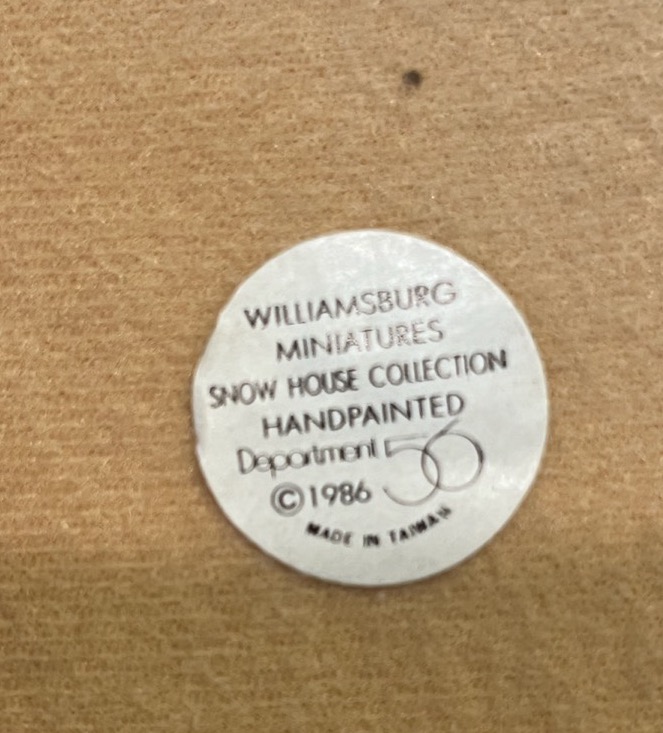 WILLIAMSBURG
MINIATURES
SNOW HOUSE COLLECTION
HANDPAINTED
Department 56
©1986
MADE IN TAIWAN